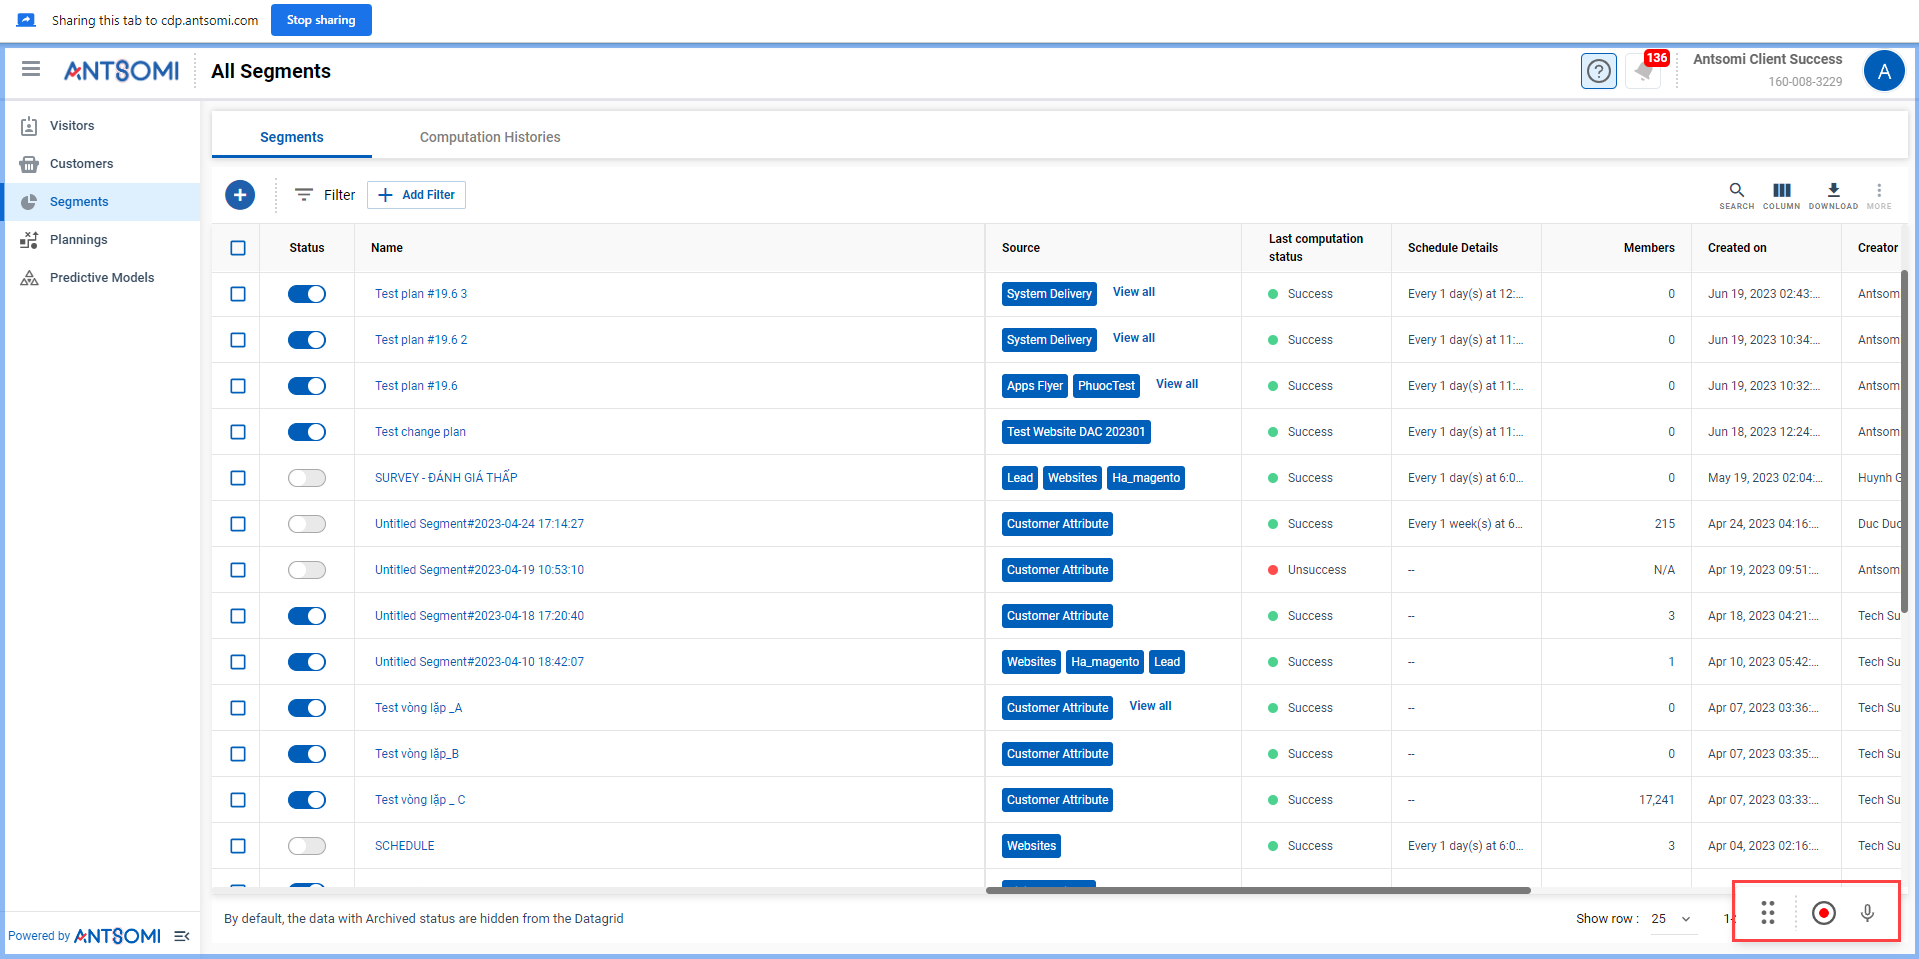 Sharing this tab to cdp.antsomi.com Stop sharing
ANTSOMI All Segments 136 Antsomi Client Success
160-008-3229
A
Visitors
Customers
Segments
Plannings
Predictive Models
Segments Computation Histories
Filter Add Filter SEARCH COLUMN DOWNLOAD MORE
Status Name Source Last computation status Schedule Details Members Created on Creator
Test plan #19.6 3 System Delivery View all Success Every 1 day(s) at 12:... 0 Jun 19, 2023 02:43:... Antsom
Test plan #19.6 2 System Delivery View all Success Every 1 day(s) at 11:... 0 Jun 19, 2023 10:34:... Antsom
Test plan #19.6 Apps Flyer PhuocTest View all Success Every 1 day(s) at 11:... 0 Jun 19, 2023 10:32:... Antsom
Test change plan Test Website DAC 202301 Success Every 1 day(s) at 11:... 0 Jun 18, 2023 12:24:... Antsom
SURVEY - ĐÁNH GIÁ THẤP Lead Websites Ha_magento Success Every 1 day(s) at 6:0... 0 May 19, 2023 02:04:... Huynh G
Untitled Segment#2023-04-24 17:14:27 Customer Attribute Success Every 1 week(s) at 6... 215 Apr 24, 2023 04:16:... Duc Duc
Untitled Segment#2023-04-19 10:53:10 Customer Attribute Unsuccess -- N/A Apr 19, 2023 09:51:... Antsom
Untitled Segment#2023-04-18 17:20:40 Customer Attribute Success -- 3 Apr 18, 2023 04:21:... Tech Su
Untitled Segment#2023-04-10 18:42:07 Websites Ha_magento Lead Success -- 1 Apr 10, 2023 05:42:... Tech Su
Test vòng lặp _A Customer Attribute View all Success -- 0 Apr 07, 2023 03:36:... Tech Su
Test vòng lặp_B Customer Attribute Success -- 0 Apr 07, 2023 03:35:... Tech Su
Test vòng lặp _ C Customer Attribute Success -- 17,241 Apr 07, 2023 03:33:... Tech Su
SCHEDULE Websites Success Every 1 day(s) at 6:0... 3 Apr 04, 2023 02:16:... Tech Su
By default, the data with Archived status are hidden from the Datagrid Show row : 25 1-
Powered by ANTSOMI